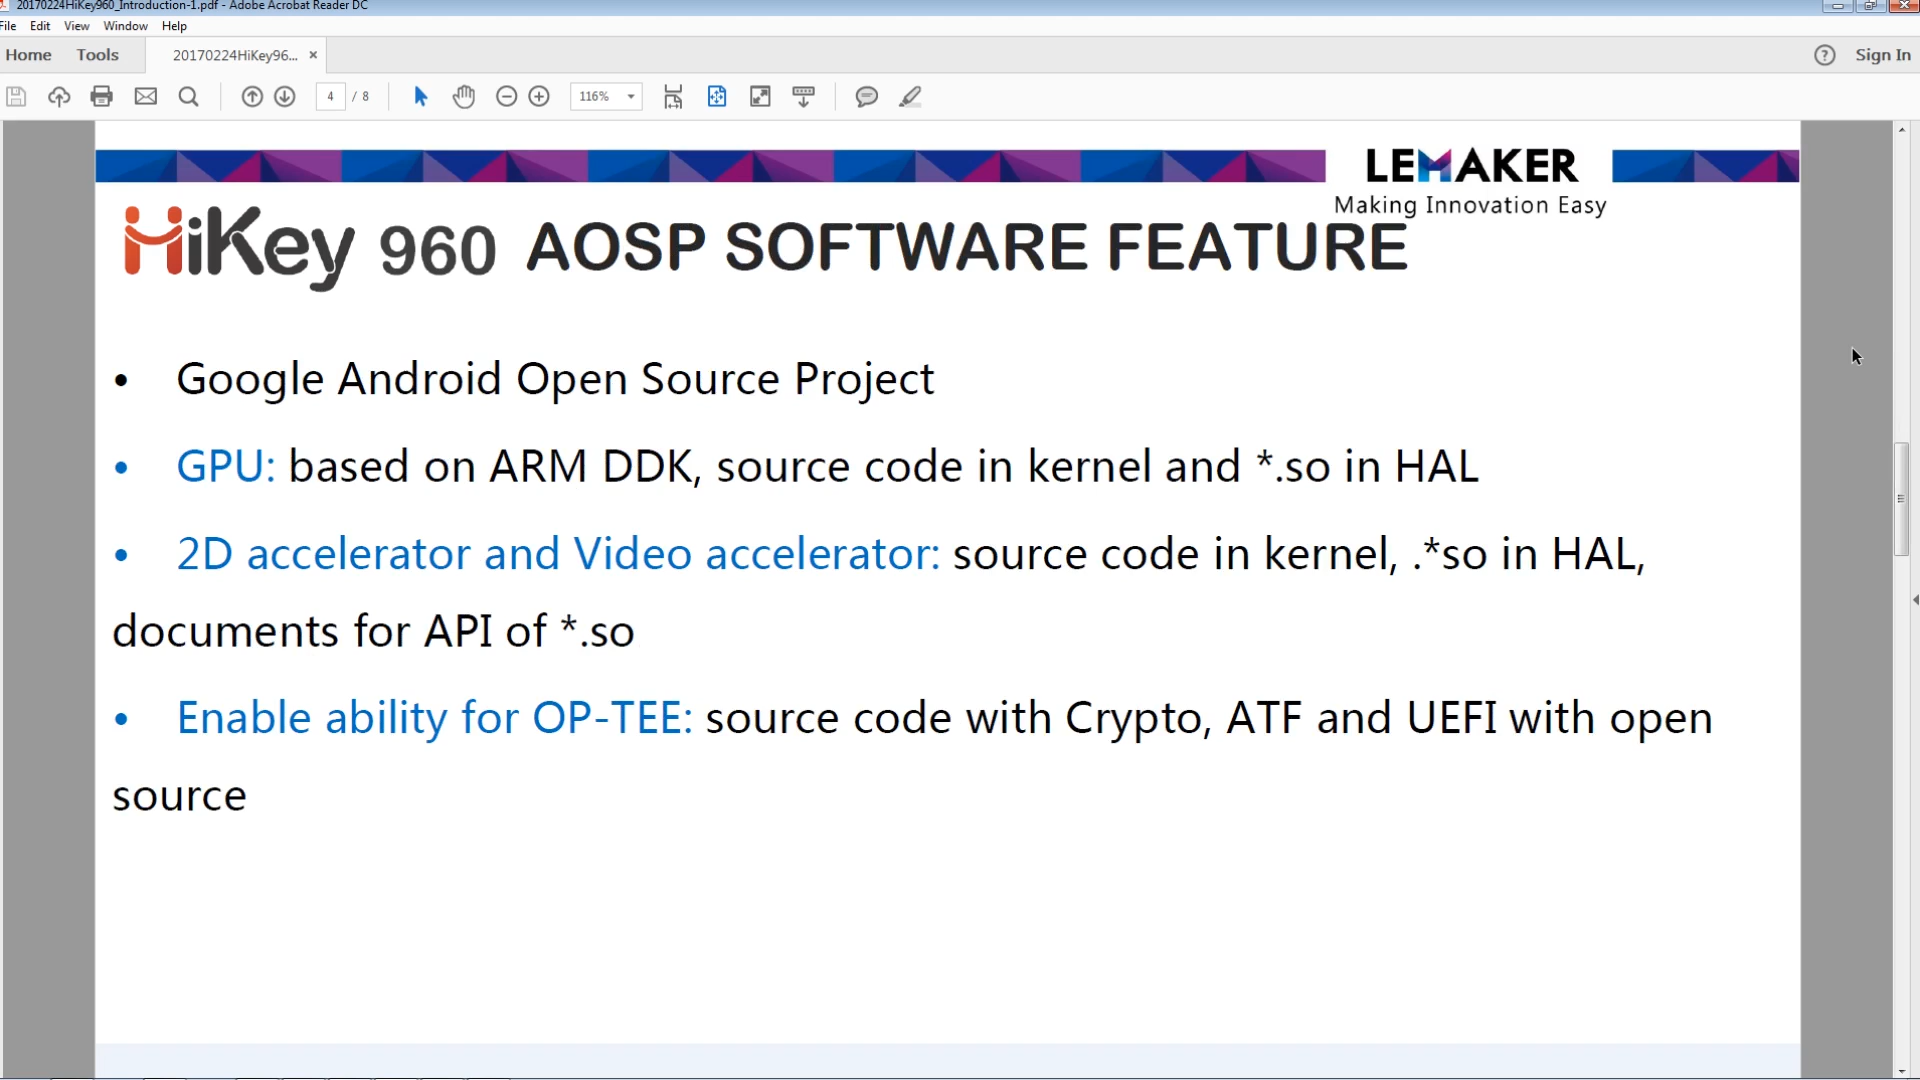 20170224HiKey960_Introduction-1.pdf - Adobe Acrobat Reader DC
File Edit View Window Help
Home Tools 20170224HiKey96... × ? Sign In
4 / 8 116%
LEMAKER
Making Innovation Easy
HiKey 960 AOSP SOFTWARE FEATURE
• Google Android Open Source Project
• GPU: based on ARM DDK, source code in kernel and *.so in HAL
• 2D accelerator and Video accelerator: source code in kernel, .*so in HAL,
documents for API of *.so
• Enable ability for OP-TEE: source code with Crypto, ATF and UEFI with open
source